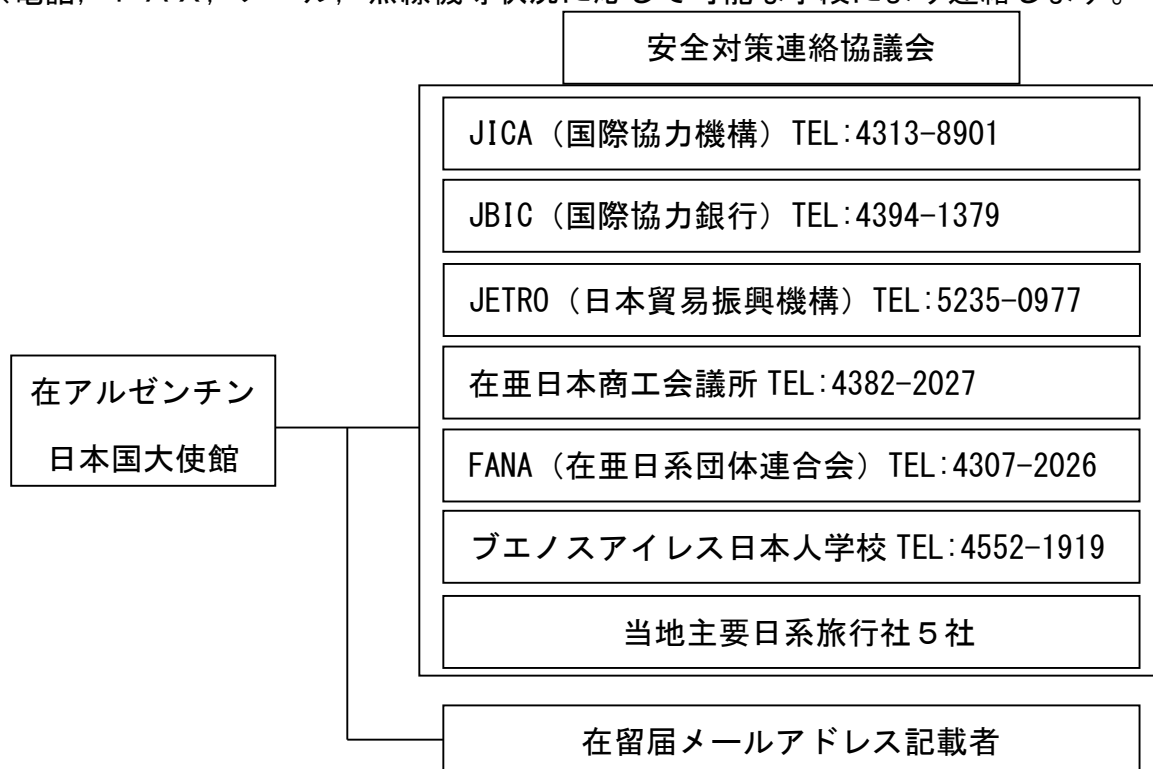 安全対策連絡協議会
JICA（国際協力機構）TEL:4313-8901
JBIC（国際協力銀行）TEL:4394-1379
JETRO（日本貿易振興機構）TEL:5235-0977
在亜日本商工会議所 TEL:4382-2027
FANA（在亜日系団体連合会）TEL:4307-2026
ブエノスアイレス日本人学校 TEL:4552-1919
当地主要日系旅行社５社
在アルゼンチン
日本国大使館
在留届メールアドレス記載者